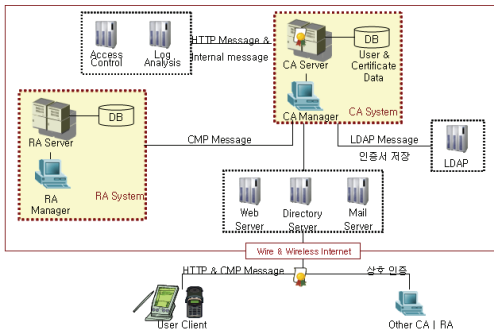 HTTP Message &
Internal message
Access
Control
Log
Analysis
CA Server
DB
User &
Certificate
Data
CA Manager
CA System
RA Server
DB
RA
Manager
RA System
CMP Message
LDAP Message
인증서 저장
LDAP
Web
Server
Directory
Server
Mail
Server
Wire & Wireless Internet
HTTP & CMP Message
상호 인증
User Client
Other CA | RA